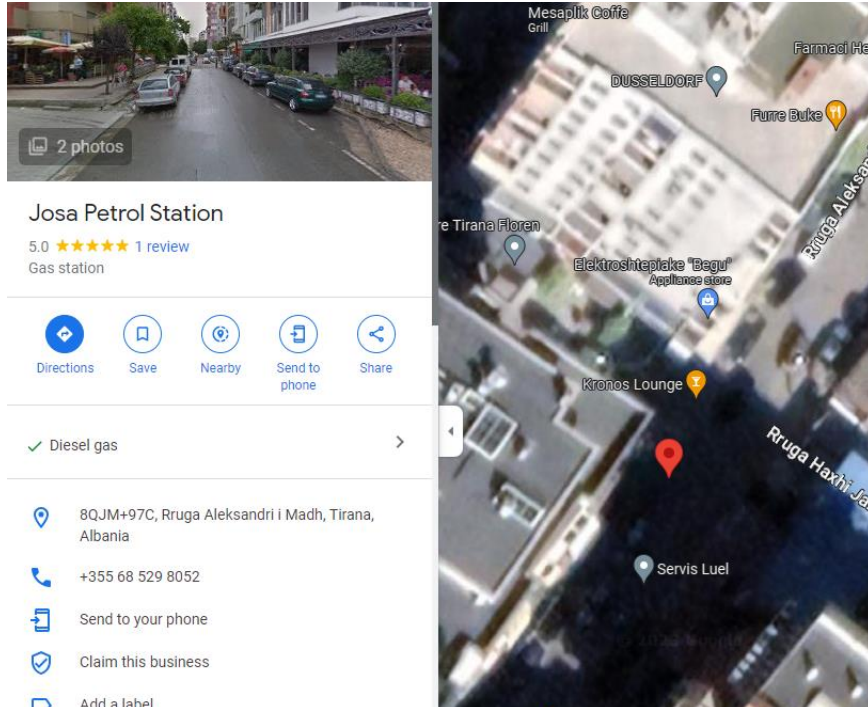 2 photos
Josa Petrol Station
5.0 1 review
Gas station
Directions
Save
Nearby
Send to
phone
Share
Diesel gas
8QJM+97C, Rruga Aleksandri i Madh, Tirana,
Albania
+355 68 529 8052
Send to your phone
Claim this business
Add a label
Mesaplik Coffe
Grill
Farmaci He
DUSSELDORF
Furre Buke
Rruga Aleksan
re Tirana Floren
Elektroshtepiake "Begu"
Appliance store
Kronos Lounge
Rruga Haxhi Ja
Servis Luel